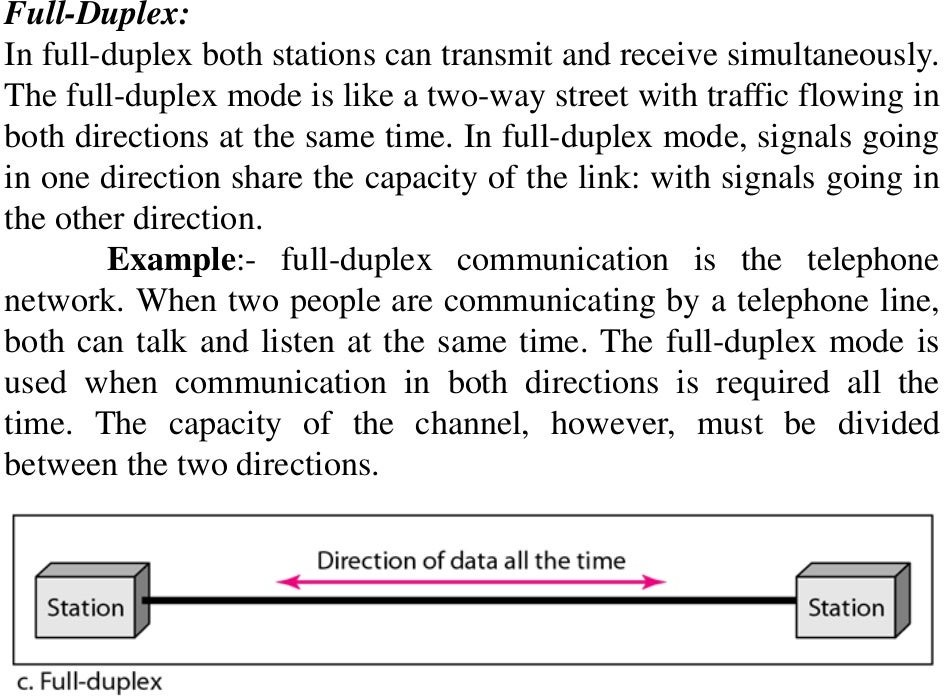 Full-Duplex:
In full-duplex both stations can transmit and receive simultaneously.
The full-duplex mode is like a two-way street with traffic flowing in
both directions at the same time. In full-duplex mode, signals going
in one direction share the capacity of the link: with signals going in
the other direction.
Example:- full-duplex communication is the telephone
network. When two people are communicating by a telephone line,
both can talk and listen at the same time. The full-duplex mode is
used when communication in both directions is required all the
time. The capacity of the channel, however, must be divided
between the two directions.
Direction of data all the time
Station
Station
c. Full-duplex